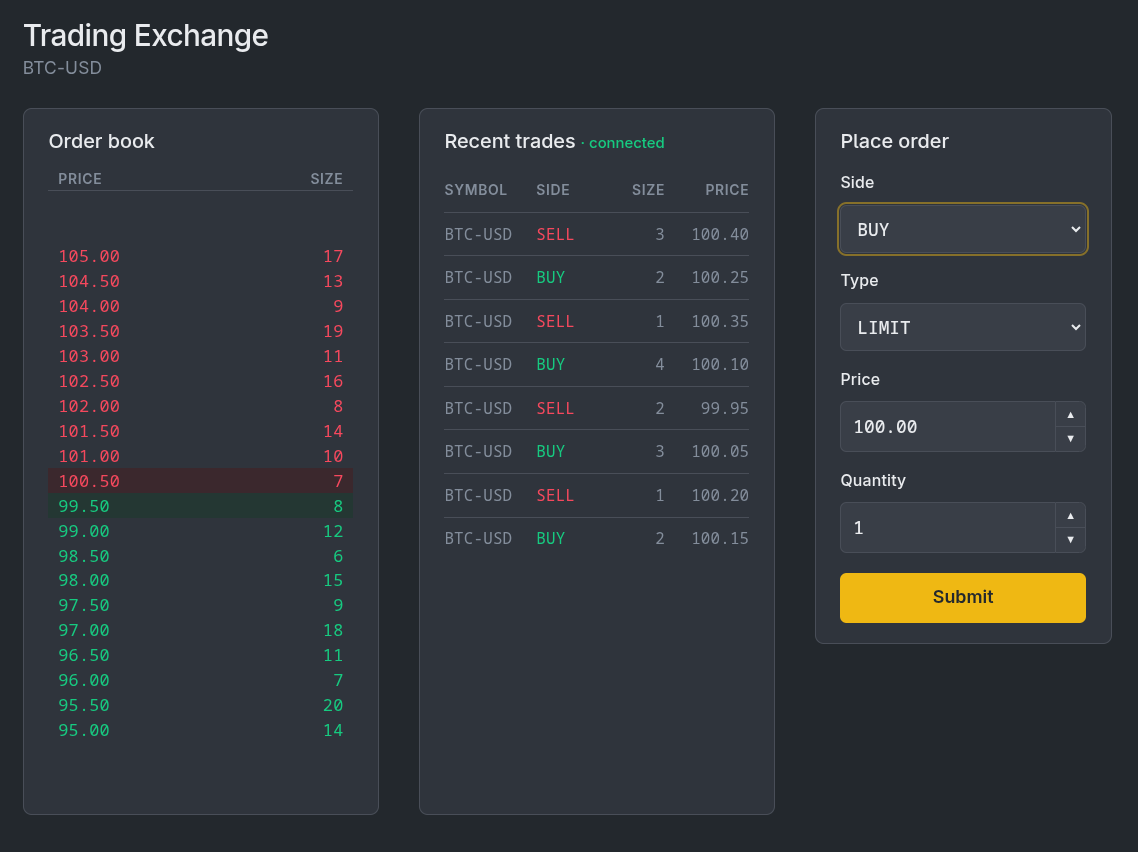 Trading Exchange
BTC-USD
Order book
PRICE SIZE
105.00 17
104.50 13
104.00 9
103.50 19
103.00 11
102.50 16
102.00 8
101.50 14
101.00 10
100.50 7
99.50 8
99.00 12
98.50 6
98.00 15
97.50 9
97.00 18
96.50 11
96.00 7
95.50 20
95.00 14
Recent trades · connected
SYMBOL SIDE SIZE PRICE
BTC-USD SELL 3 100.40
BTC-USD BUY 2 100.25
BTC-USD SELL 1 100.35
BTC-USD BUY 4 100.10
BTC-USD SELL 2 99.95
BTC-USD BUY 3 100.05
BTC-USD SELL 1 100.20
BTC-USD BUY 2 100.15
Place order
Side
BUY
Type
LIMIT
Price
100.00
Quantity
1
Submit